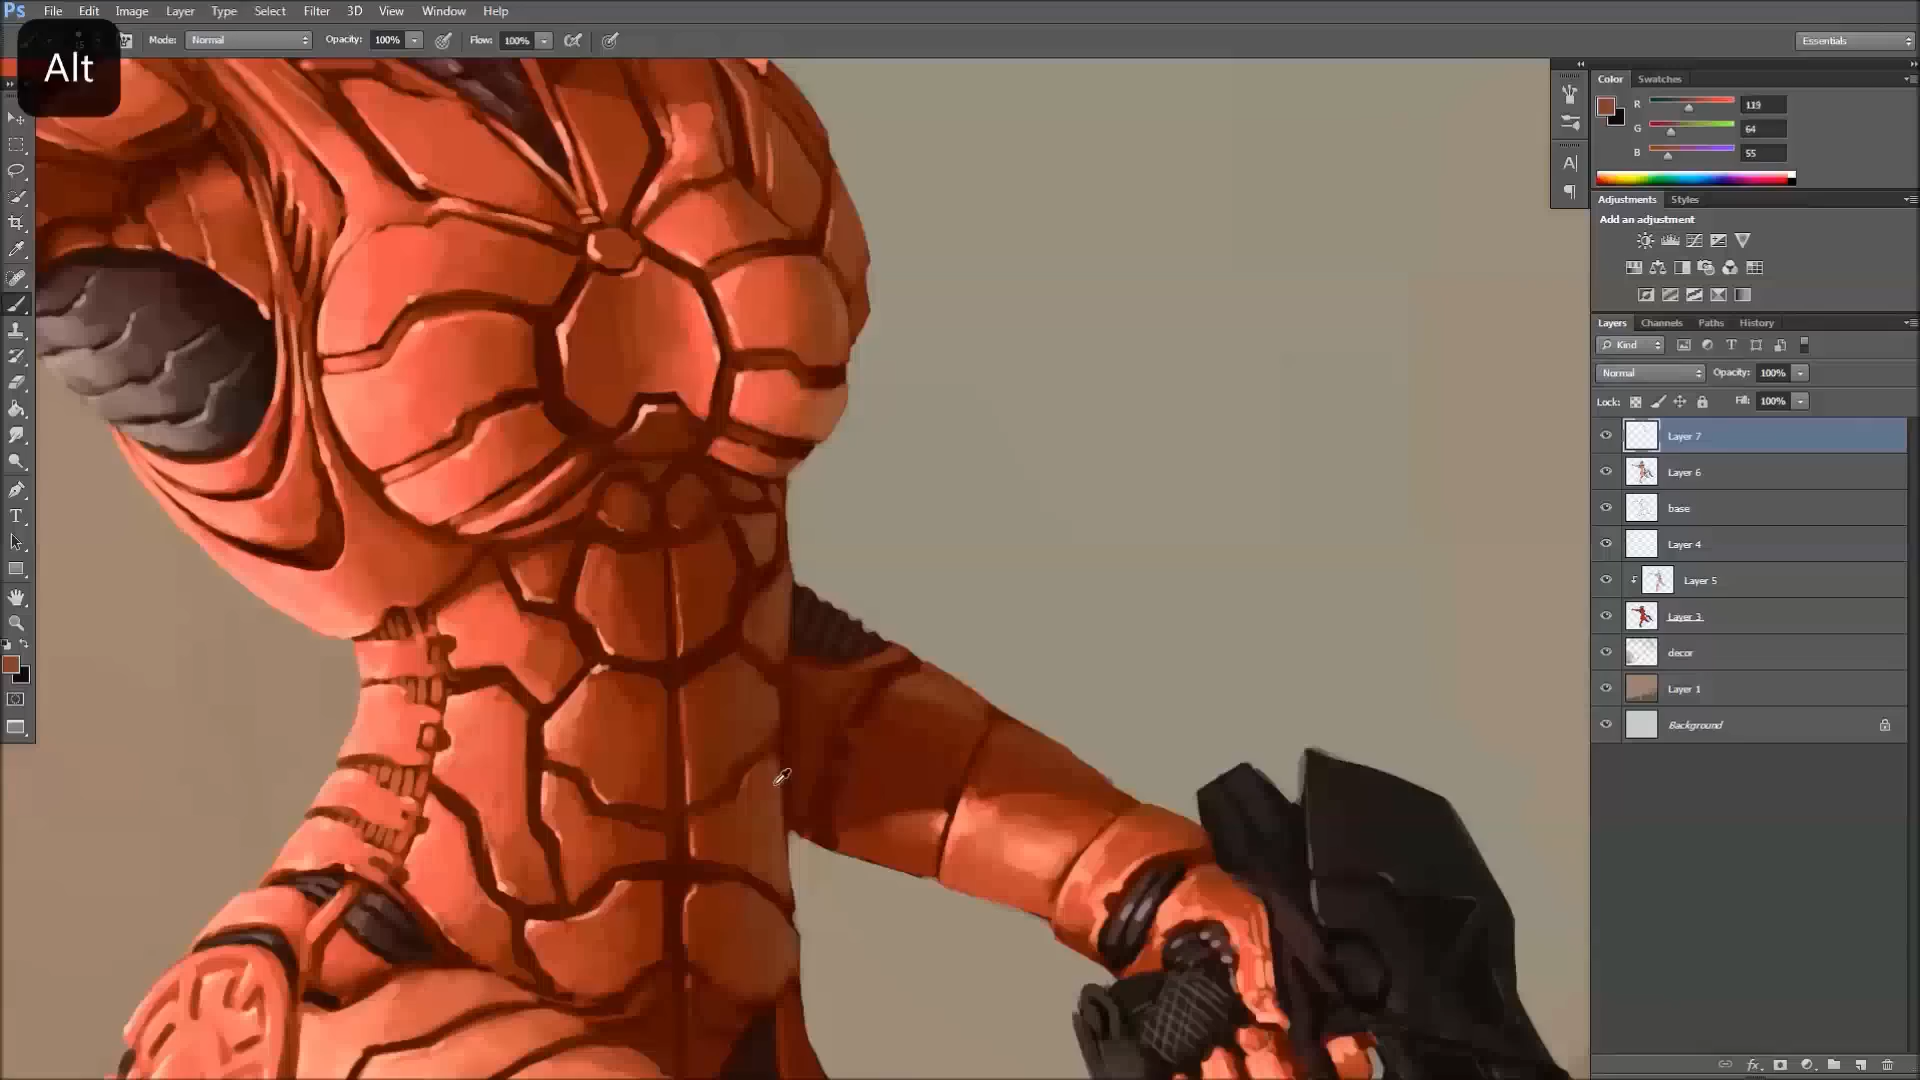 Ps File Edit Image Layer Type Select Filter 3D View Window Help
Alt
Mode: Normal Opacity: 100% Flow: 100% Essentials
Color Swatches
R 119
G 64
B 55
Adjustments Styles
Add an adjustment
Layers Channels Paths History
Kind
Normal Opacity: 100%
Lock: Fill: 100%
Layer 7
Layer 6
base
Layer 4
Layer 5
Layer 3
decor
Layer 1
Background